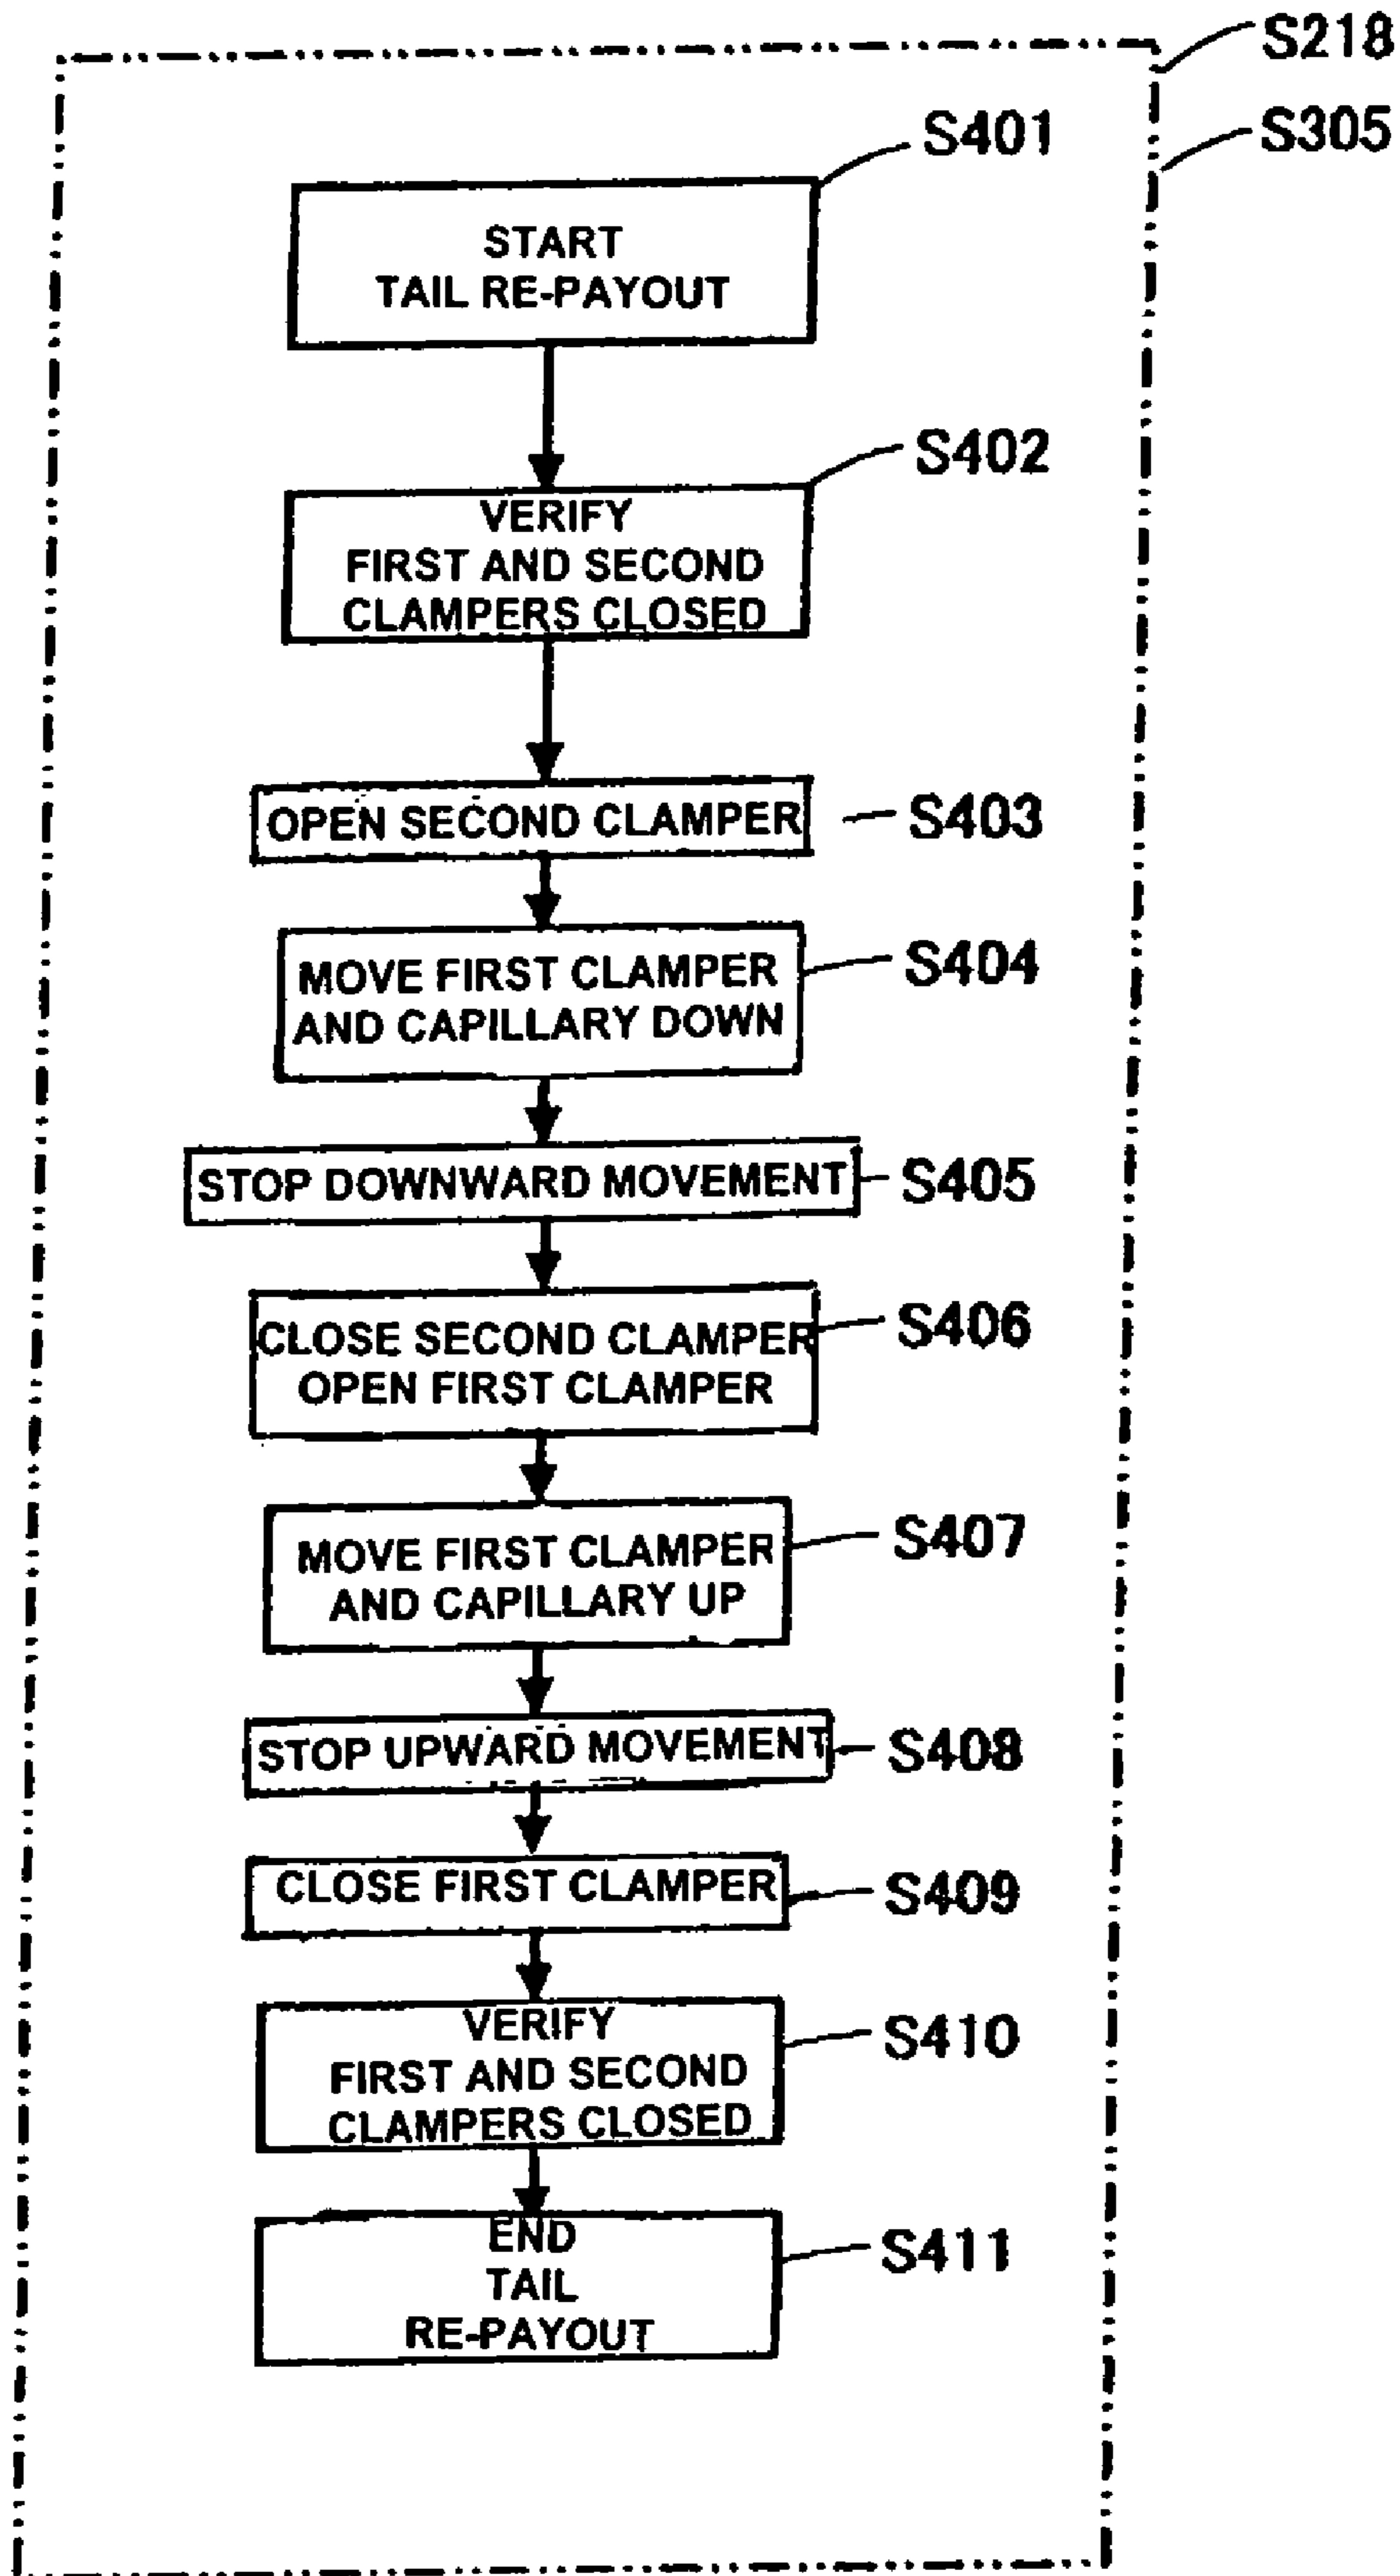 S218
S305
S401
START
TAIL RE-PAYOUT
S402
VERIFY
FIRST AND SECOND
CLAMPERS CLOSED
OPEN SECOND CLAMPER
S403
MOVE FIRST CLAMPER
AND CAPILLARY DOWN
S404
STOP DOWNWARD MOVEMENT
S405
CLOSE SECOND CLAMPER
OPEN FIRST CLAMPER
S406
MOVE FIRST CLAMPER
AND CAPILLARY UP
S407
STOP UPWARD MOVEMENT
S408
CLOSE FIRST CLAMPER
S409
VERIFY
FIRST AND SECOND
CLAMPERS CLOSED
S410
END
TAIL
RE-PAYOUT
S411